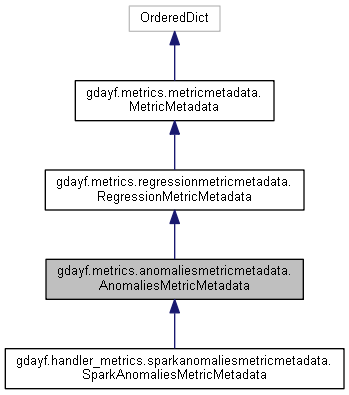 OrderedDict
gdayf.metrics.metricmetadata.
MetricMetadata
gdayf.metrics.regressionmetricmetadata.
RegressionMetricMetadata
gdayf.metrics.anomaliesmetricmetadata.
AnomaliesMetricMetadata
gdayf.handler_metrics.sparkanomaliesmetricmetadata.
SparkAnomaliesMetricMetadata